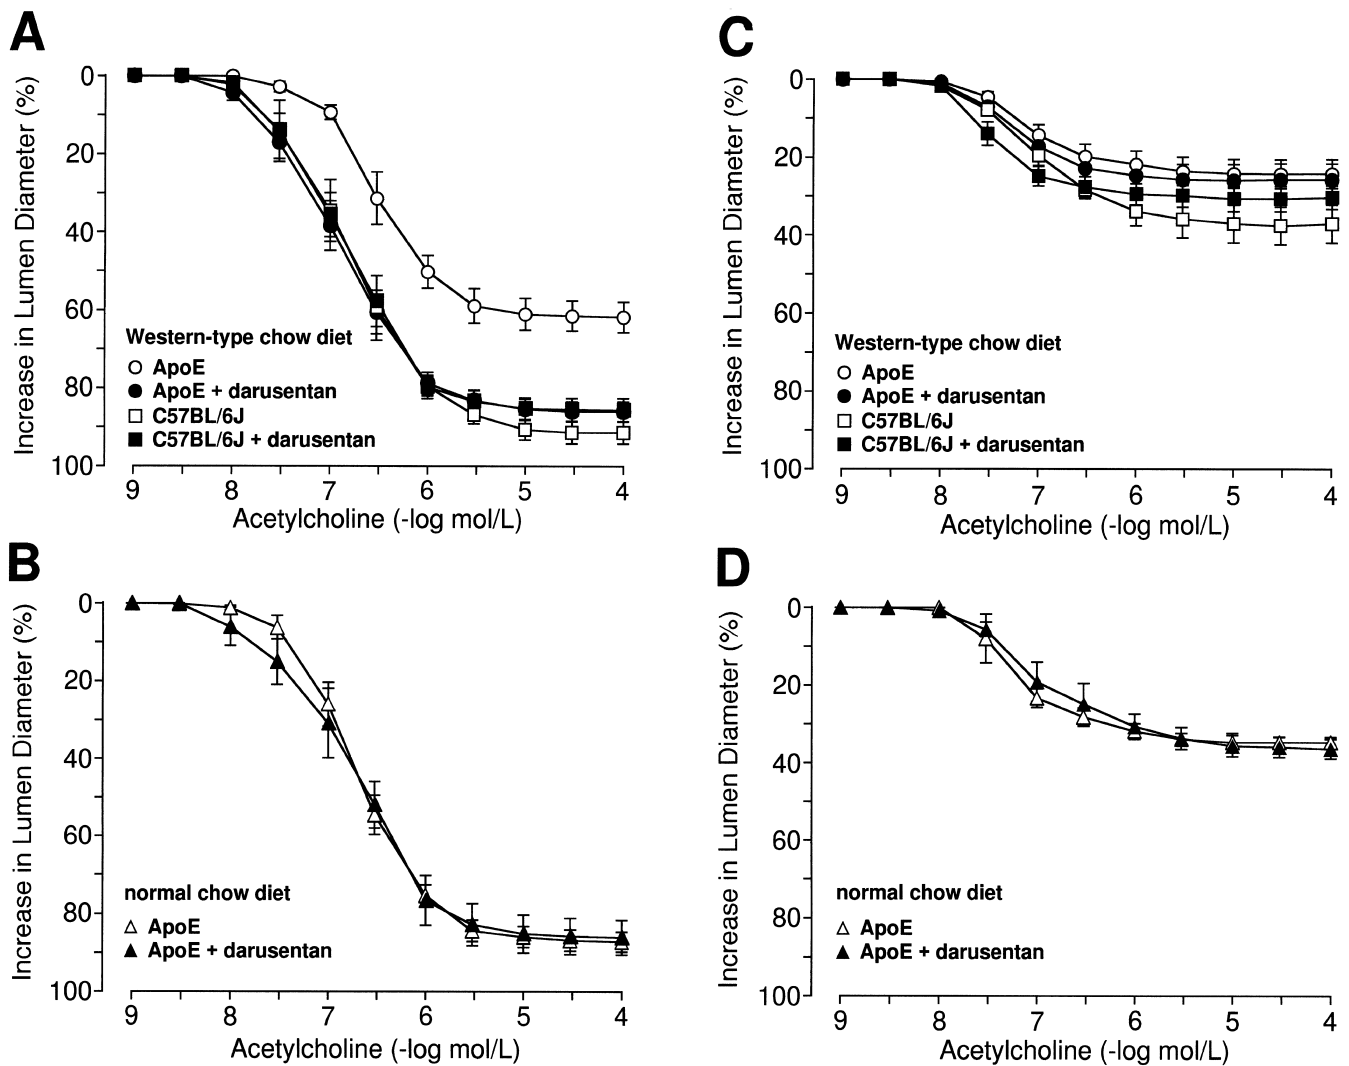 A
Increase in Lumen Diameter (%)
0
20
40
60
80
100
Western-type chow diet
ApoE
ApoE + darusentan
C57BL/6J
C57BL/6J + darusentan
9 8 7 6 5 4
Acetylcholine (-log mol/L)
B
Increase in Lumen Diameter (%)
0
20
40
60
80
100
normal chow diet
ApoE
ApoE + darusentan
9 8 7 6 5 4
Acetylcholine (-log mol/L)
C
Increase in Lumen Diameter (%)
0
20
40
60
80
100
Western-type chow diet
ApoE
ApoE + darusentan
C57BL/6J
C57BL/6J + darusentan
9 8 7 6 5 4
Acetylcholine (-log mol/L)
D
Increase in Lumen Diameter (%)
0
20
40
60
80
100
normal chow diet
ApoE
ApoE + darusentan
9 8 7 6 5 4
Acetylcholine (-log mol/L)